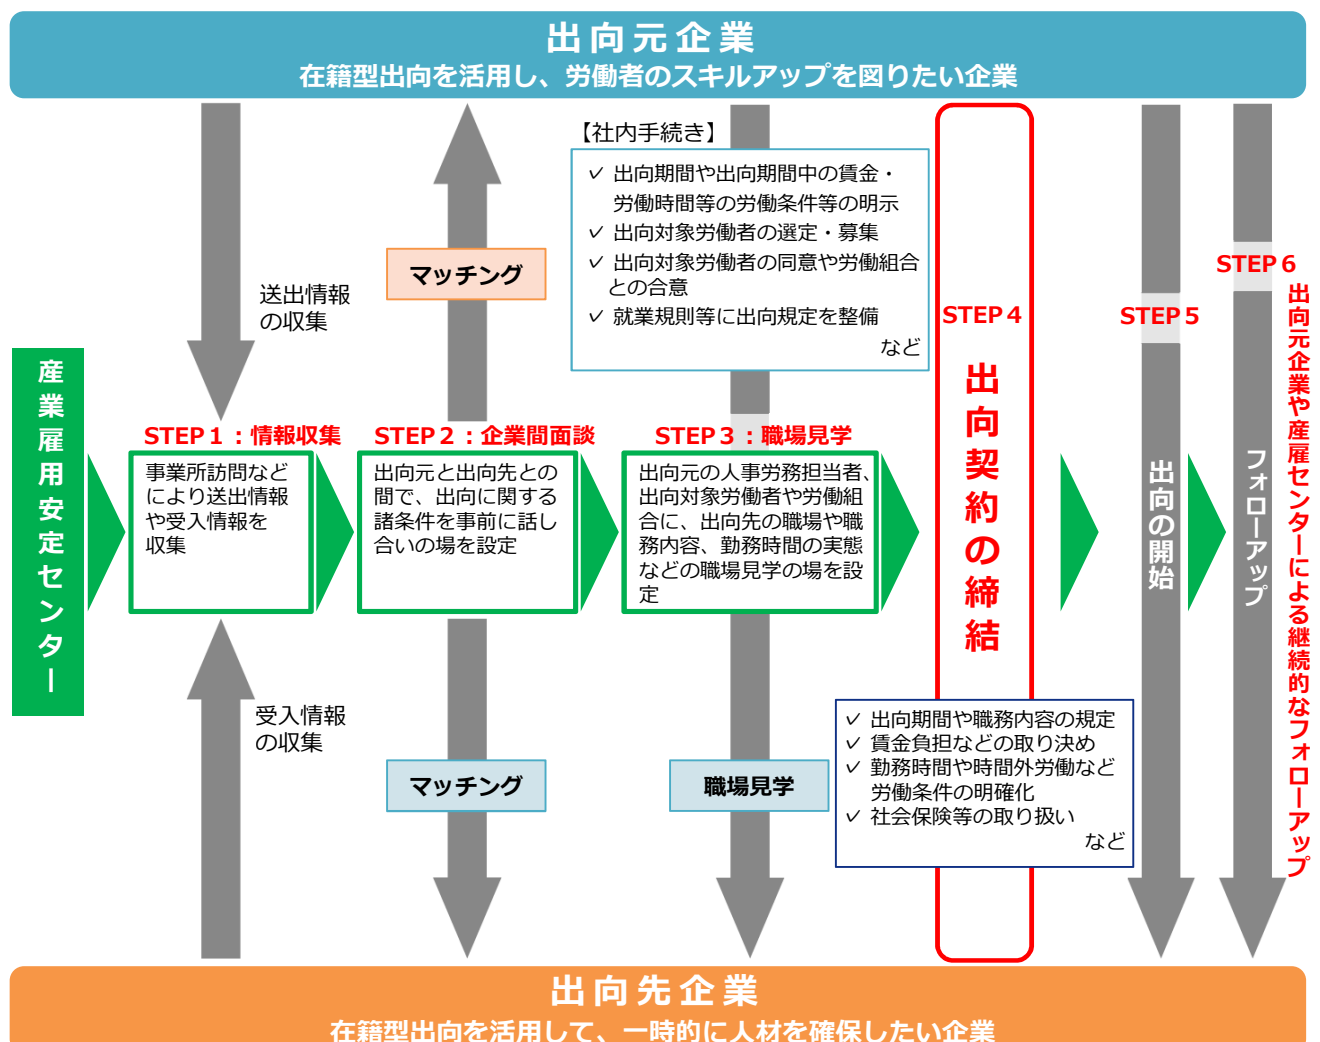 出向元企業
在籍型出向を活用し、労働者のスキルアップを図りたい企業
【社内手続き】
✓ 出向期間や出向期間中の賃金・
労働時間等の労働条件等の明示
✓ 出向対象労働者の選定・募集
✓ 出向対象労働者の同意や労働組合
との合意
✓ 就業規則等に出向規定を整備
など
マッチング
送出情報
の収集
産業雇用安定センター
STEP1：情報収集
事業所訪問など
により送出情報
や受入情報を
収集
STEP2：企業間面談
出向元と出向先との
間で、出向に関する
諸条件を事前に話し
合いの場を設定
STEP3：職場見学
出向元の人事労務担当者、
出向対象労働者や労働組
合に、出向先の職場や職
務内容、勤務時間の実態
などの職場見学の場を設
定
STEP4
出向契約の締結
STEP5
出向の開始
STEP6
フォローアップ
出向元企業や産雇センターによる継続的なフォローアップ
受入情報
の収集
マッチング
職場見学
✓ 出向期間や職務内容の規定
✓ 賃金負担などの取り決め
✓ 勤務時間や時間外労働など
労働条件の明確化
✓ 社会保険等の取り扱い
など
出向先企業
在籍型出向を活用して、一時的に人材を確保したい企業